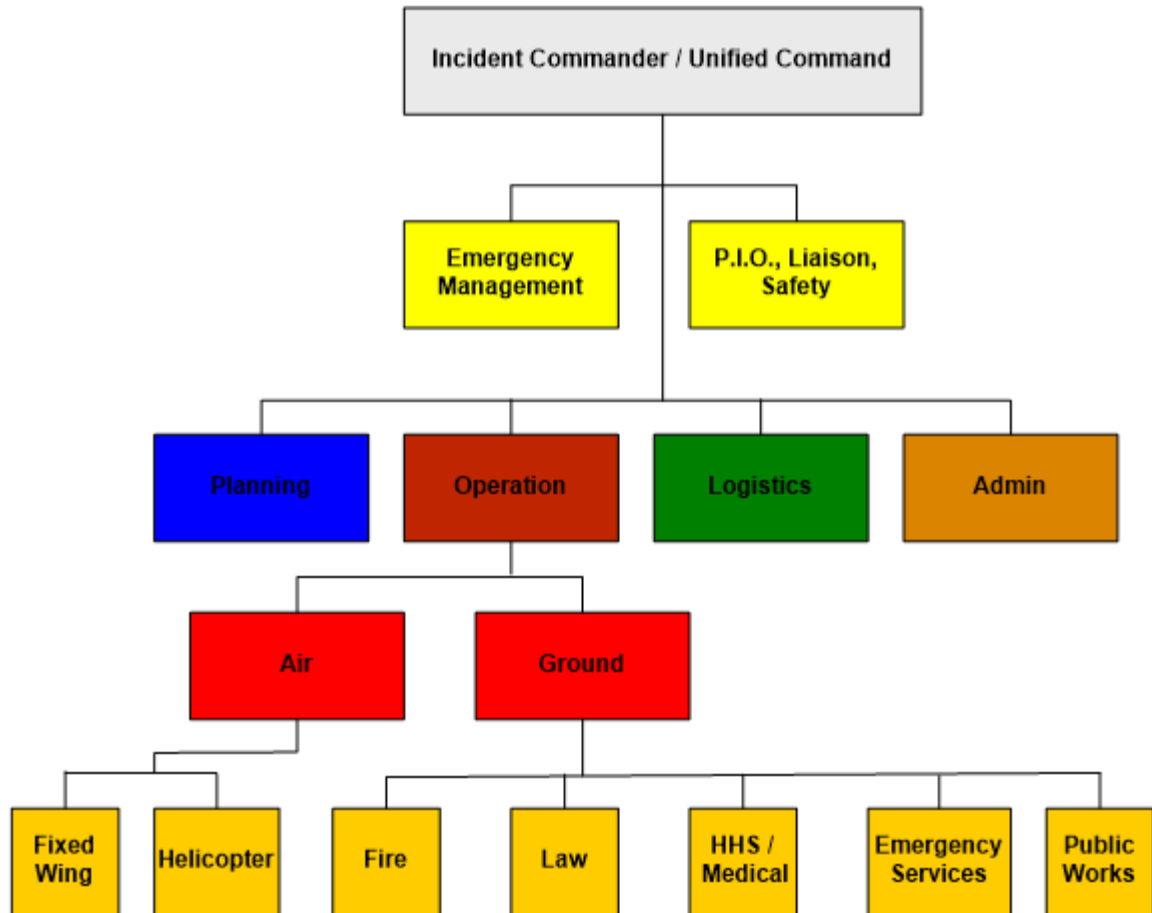 Incident Commander / Unified Command
Emergency
Management
P.I.O., Liaison,
Safety
Planning
Operation
Logistics
Admin
Air
Ground
Fixed
Wing
Helicopter
Fire
Law
HHS /
Medical
Emergency
Services
Public
Works